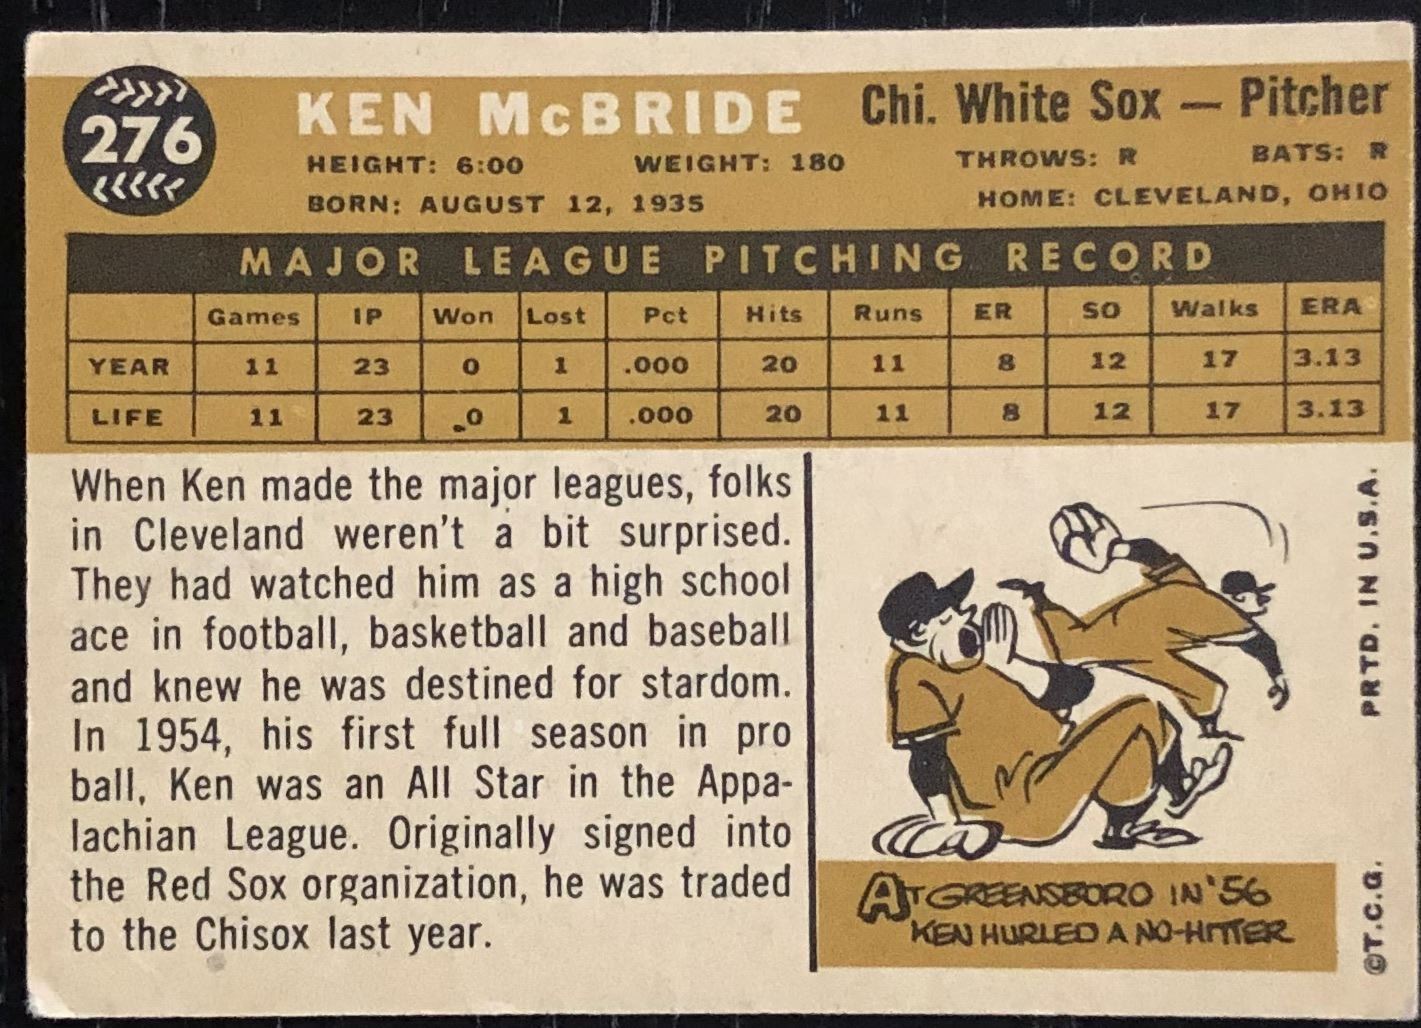 276
KEN McBRIDE
Chi. White Sox — Pitcher
HEIGHT: 6:00 WEIGHT: 180 THROWS: R BATS: R
BORN: AUGUST 12, 1935 HOME: CLEVELAND, OHIO
MAJOR LEAGUE PITCHING RECORD
Games IP Won Lost Pct Hits Runs ER SO Walks ERA
YEAR 11 23 0 1 .000 20 11 8 12 17 3.13
LIFE 11 23 0 1 .000 20 11 8 12 17 3.13
When Ken made the major leagues, folks
in Cleveland weren't a bit surprised.
They had watched him as a high school
ace in football, basketball and baseball
and knew he was destined for stardom.
In 1954, his first full season in pro
ball, Ken was an All Star in the Appa-
lachian League. Originally signed into
the Red Sox organization, he was traded
to the Chisox last year.
AT GREENSBORO IN '56
KEN HURLED A NO-HITTER
©T.C.G. PRTD. IN U.S.A.